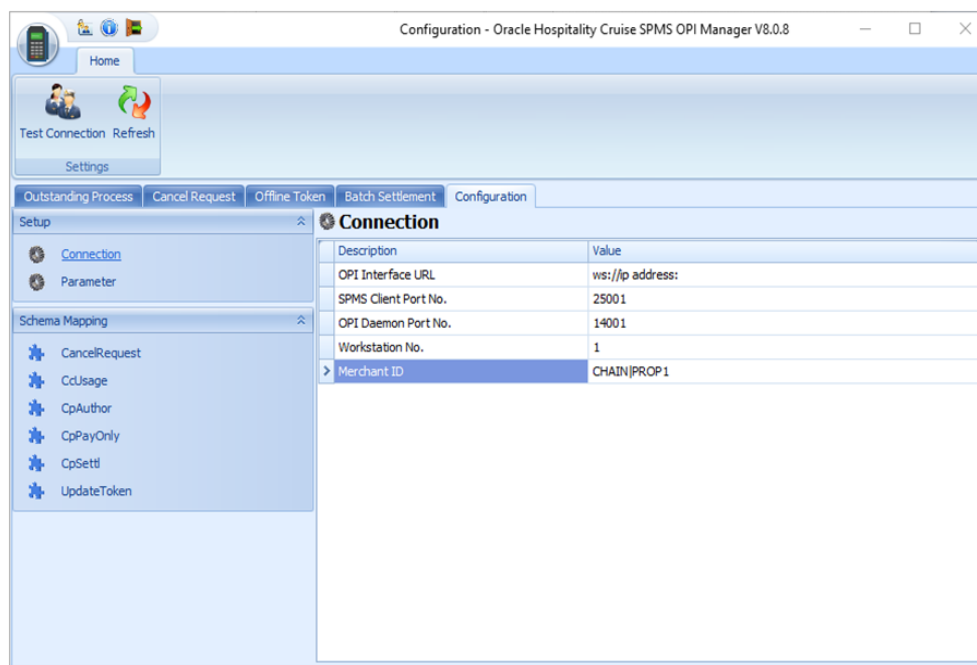 Configuration - Oracle Hospitality Cruise SPMS OPI Manager V8.0.8
Home
Test Connection Refresh
Settings
Outstanding Process Cancel Request Offline Token Batch Settlement Configuration
Setup
Connection
Parameter
Schema Mapping
CancelRequest
CcUsage
CpAuthor
CpPayOnly
CpSettl
UpdateToken
Connection
Description Value
OPI Interface URL ws://ip address:
SPMS Client Port No. 25001
OPI Daemon Port No. 14001
Workstation No. 1
Merchant ID CHAIN|PROP1